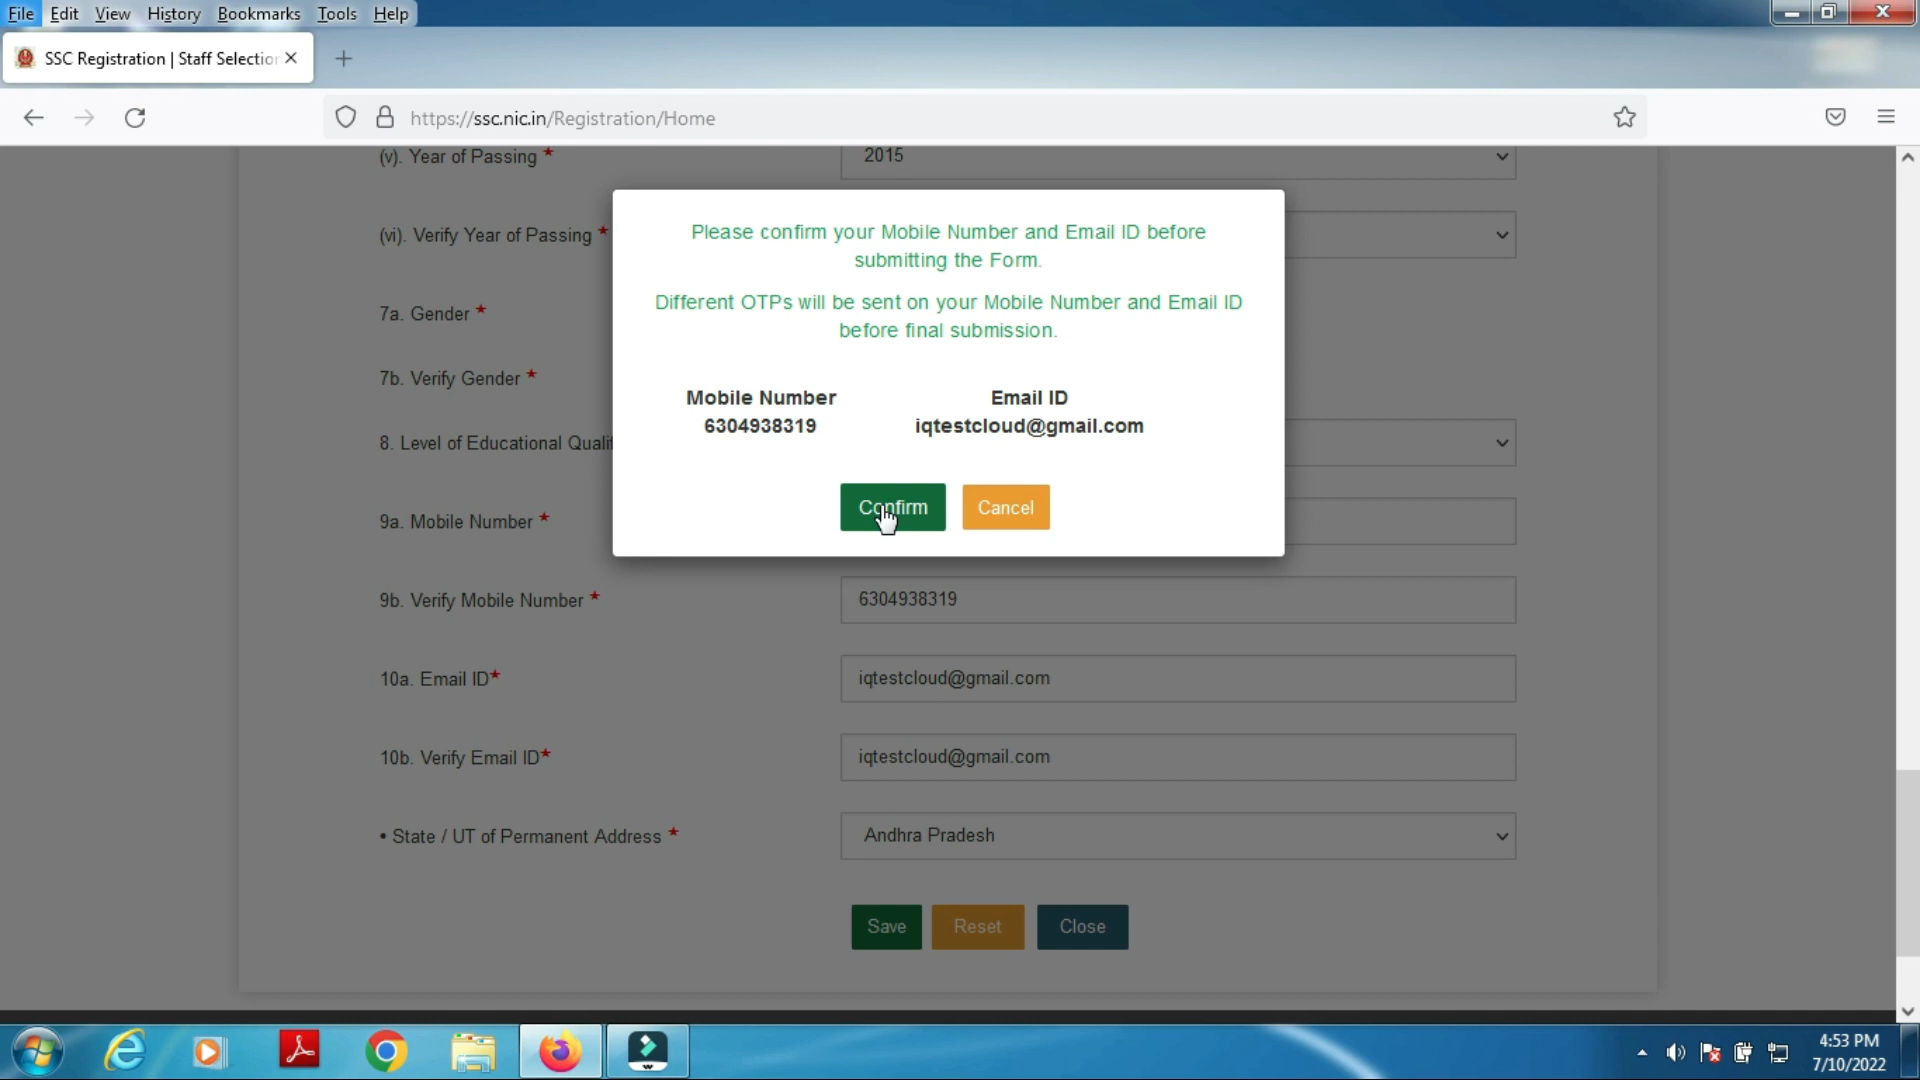 File Edit View History Bookmarks Tools Help
SSC Registration | Staff Selection
https://ssc.nic.in/Registration/Home
(v). Year of Passing * 2015
(vi). Verify Year of Passing *
7a. Gender *
7b. Verify Gender *
8. Level of Educational Qualif
9a. Mobile Number *
9b. Verify Mobile Number * 6304938319
10a. Email ID* iqtestcloud@gmail.com
10b. Verify Email ID* iqtestcloud@gmail.com
• State / UT of Permanent Address * Andhra Pradesh
Save Reset Close
Please confirm your Mobile Number and Email ID before
submitting the Form.
Different OTPs will be sent on your Mobile Number and Email ID
before final submission.
Mobile Number Email ID
6304938319 iqtestcloud@gmail.com
Confirm Cancel
4:53 PM
7/10/2022